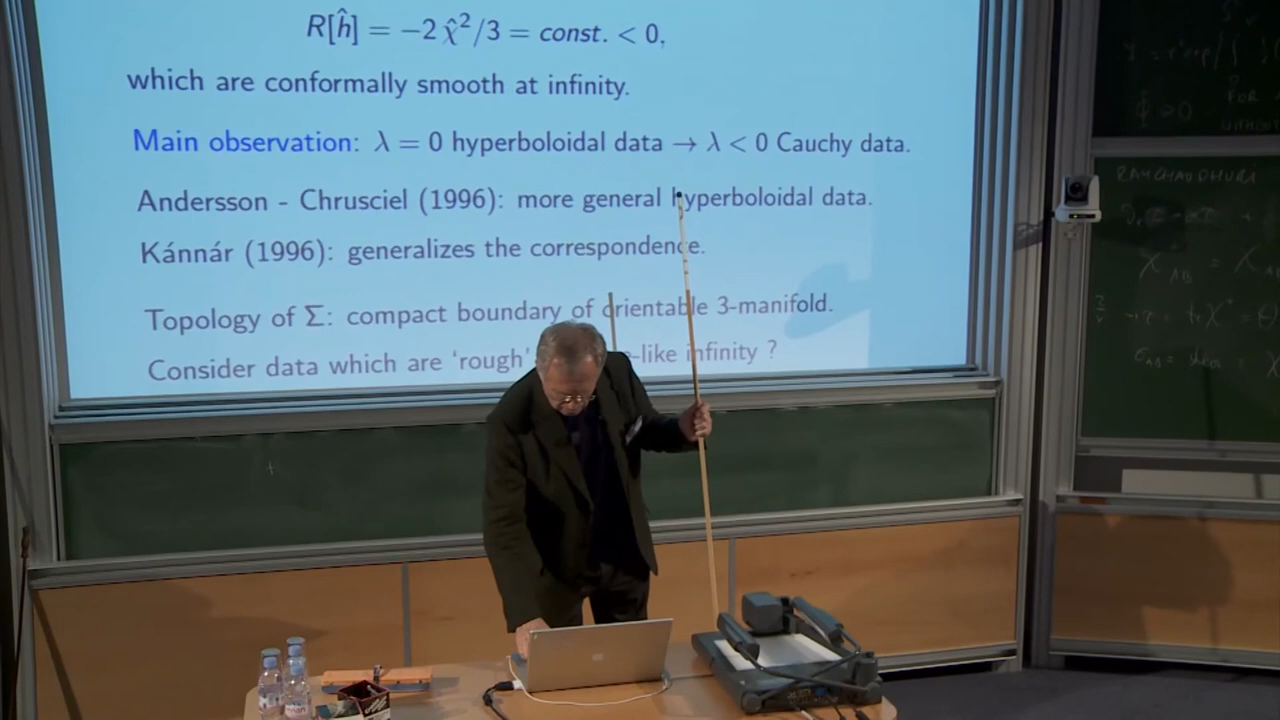 R[ĥ] = −2 χ̂²/3 = const. < 0,
which are conformally smooth at infinity.
Main observation: λ = 0 hyperboloidal data → λ < 0 Cauchy data.
Andersson - Chrusciel (1996): more general hyperboloidal data.
Kánnár (1996): generalizes the correspondence.
Topology of Σ: compact boundary of orientable 3-manifold.
Consider data which are ‘rough’ -like infinity ?
RAYCHAUDHURI